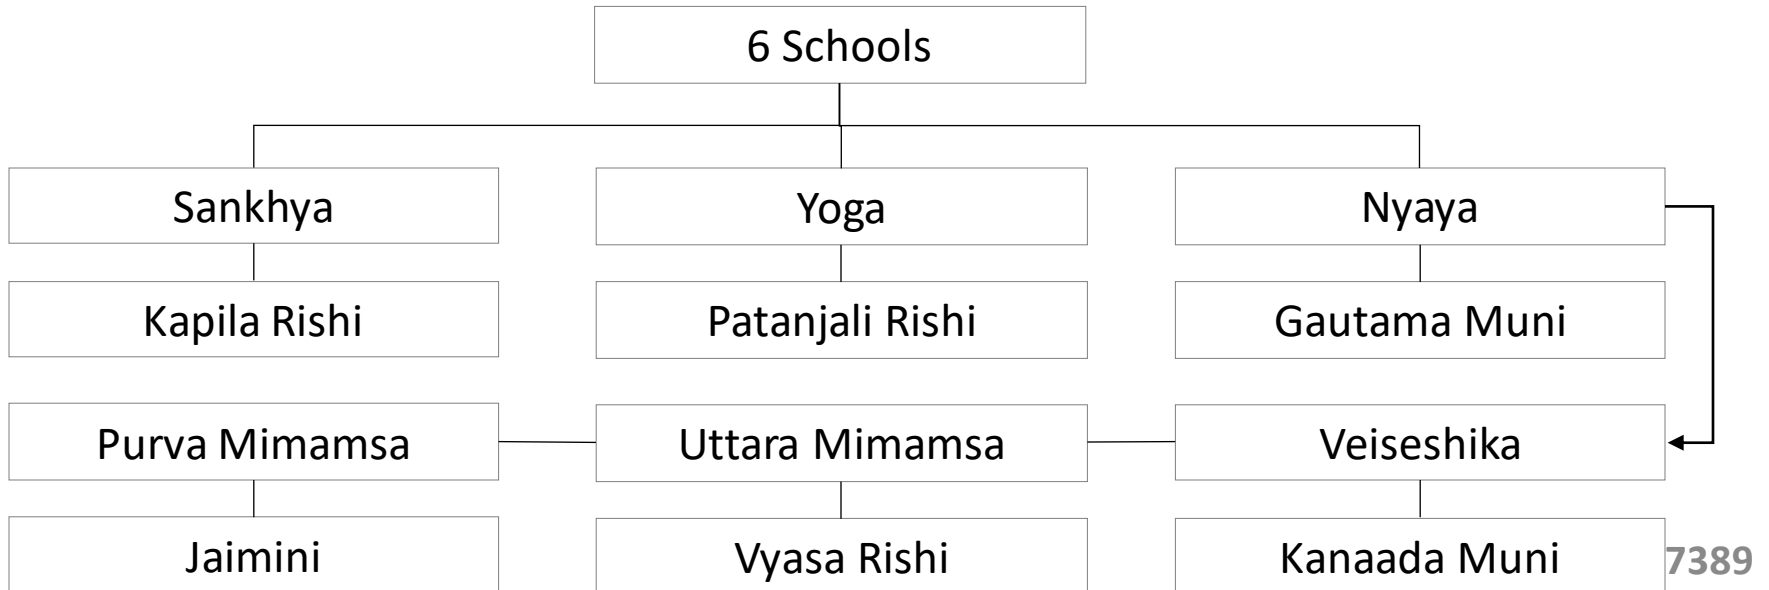 6 Schools
Sankhya
Yoga
Nyaya
Kapila Rishi
Patanjali Rishi
Gautama Muni
Purva Mimamsa
Uttara Mimamsa
Veiseshika
Jaimini
Vyasa Rishi
Kanaada Muni
7389